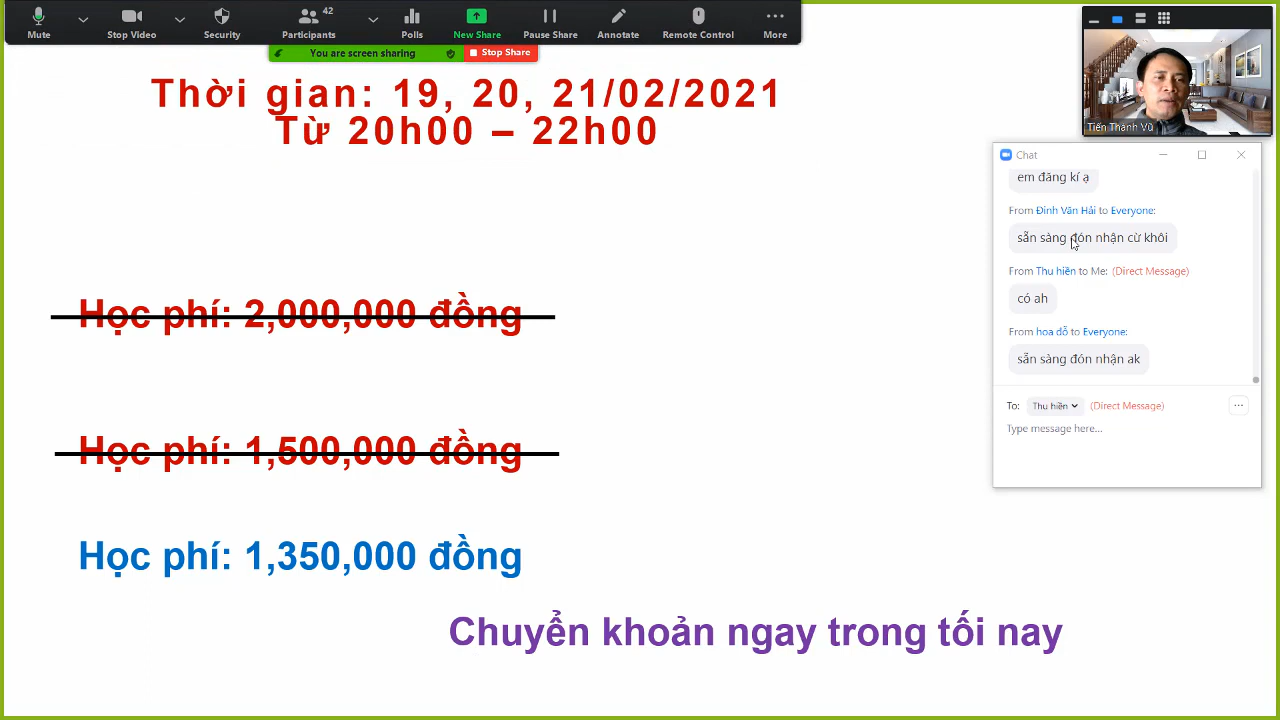 Mute
Stop Video
Security
42
Participants
Polls
New Share
Pause Share
Annotate
Remote Control
More
You are screen sharing
Stop Share
Thời gian: 19, 20, 21/02/2021
Từ 20h00 – 22h00
Học phí: 2,000,000 đồng
Học phí: 1,500,000 đồng
Học phí: 1,350,000 đồng
Chuyển khoản ngay trong tối nay
Tiến Thành Vũ
Chat
em đăng kí ạ
From Đinh Văn Hải to Everyone:
sẵn sàng đón nhận cừ khôi
From Thu hiền to Me: (Direct Message)
có ah
From hoa đỗ to Everyone:
sẵn sàng đón nhận ak
To: Thu hiền (Direct Message)
Type message here...